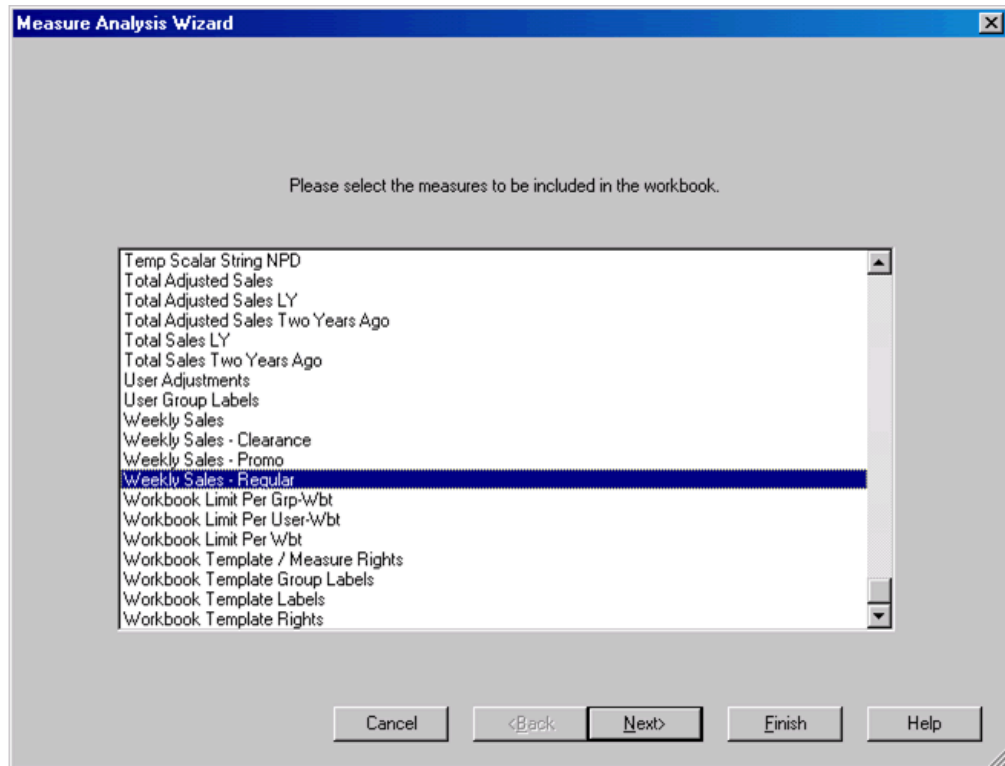 Measure Analysis Wizard
Please select the measures to be included in the workbook.
Temp Scalar String NPD
Total Adjusted Sales
Total Adjusted Sales LY
Total Adjusted Sales Two Years Ago
Total Sales LY
Total Sales Two Years Ago
User Adjustments
User Group Labels
Weekly Sales
Weekly Sales - Clearance
Weekly Sales - Promo
Weekly Sales - Regular
Workbook Limit Per Grp-Wbt
Workbook Limit Per User-Wbt
Workbook Limit Per Wbt
Workbook Template / Measure Rights
Workbook Template Group Labels
Workbook Template Labels
Workbook Template Rights
Cancel <Back Next> Finish Help